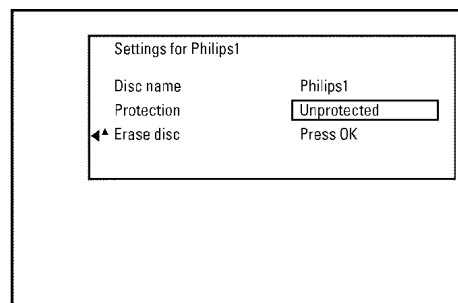 Settings for Philips1
Disc name Philips1
Protection Unprotected
Erase disc Press OK